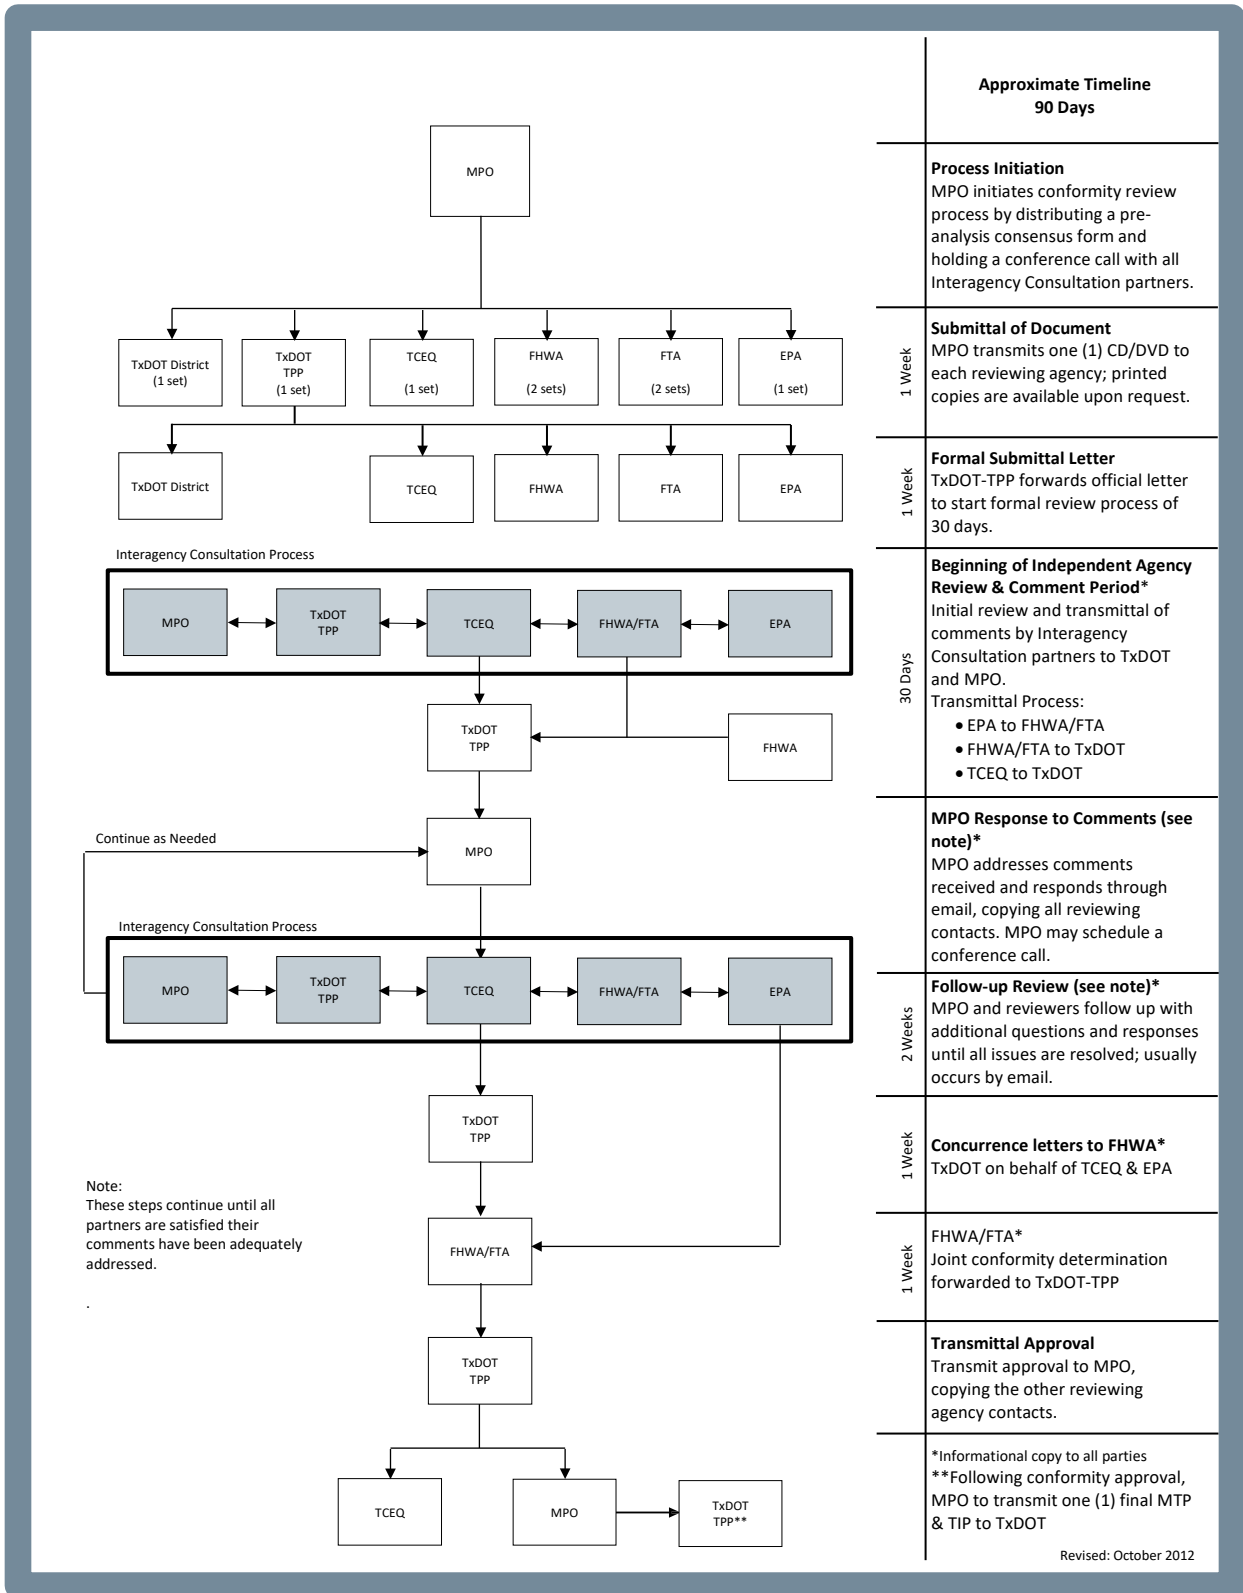 Approximate Timeline
90 Days
MPO
Process Initiation
MPO initiates conformity review
process by distributing a pre-
analysis consensus form and
holding a conference call with all
Interagency Consultation partners.
TxDOT District
(1 set)
TxDOT
TPP
(1 set)
TCEQ
(1 set)
FHWA
(2 sets)
FTA
(2 sets)
EPA
(1 set)
1 Week
Submittal of Document
MPO transmits one (1) CD/DVD to
each reviewing agency; printed
copies are available upon request.
TxDOT District
TCEQ
FHWA
FTA
EPA
1 Week
Formal Submittal Letter
TxDOT-TPP forwards official letter
to start formal review process of
30 days.
Interagency Consultation Process
MPO
TxDOT
TPP
TCEQ
FHWA/FTA
EPA
TxDOT
TPP
FHWA
30 Days
Beginning of Independent Agency
Review & Comment Period*
Initial review and transmittal of
comments by Interagency
Consultation partners to TxDOT
and MPO.
Transmittal Process:
• EPA to FHWA/FTA
• FHWA/FTA to TxDOT
• TCEQ to TxDOT
Continue as Needed
MPO
MPO Response to Comments (see
note)*
MPO addresses comments
received and responds through
email, copying all reviewing
contacts. MPO may schedule a
conference call.
Interagency Consultation Process
MPO
TxDOT
TPP
TCEQ
FHWA/FTA
EPA
2 Weeks
Follow-up Review (see note)*
MPO and reviewers follow up with
additional questions and responses
until all issues are resolved; usually
occurs by email.
TxDOT
TPP
1 Week
Concurrence letters to FHWA*
TxDOT on behalf of TCEQ & EPA
Note:
These steps continue until all
partners are satisfied their
comments have been adequately
addressed.
.
FHWA/FTA
1 Week
FHWA/FTA*
Joint conformity determination
forwarded to TxDOT-TPP
TxDOT
TPP
Transmittal Approval
Transmit approval to MPO,
copying the other reviewing
agency contacts.
TCEQ
MPO
TxDOT
TPP**
*Informational copy to all parties
**Following conformity approval,
MPO to transmit one (1) final MTP
& TIP to TxDOT
Revised: October 2012